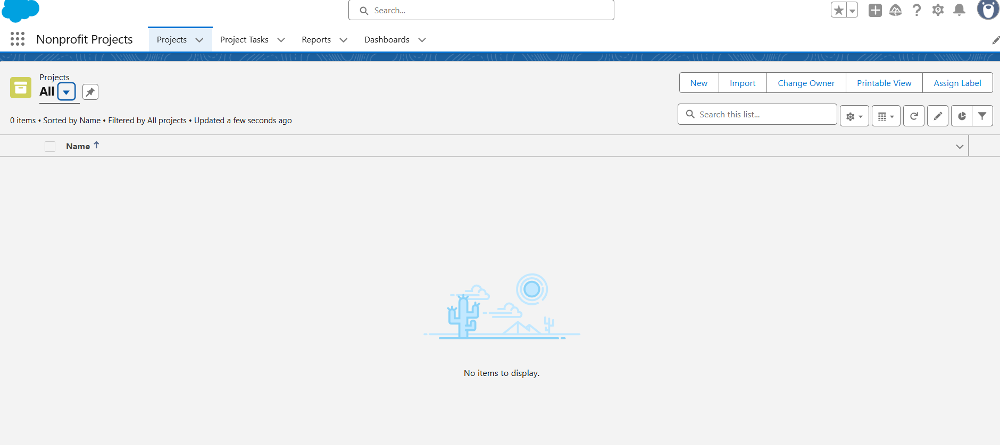 Search...
Nonprofit Projects
Projects
Project Tasks
Reports
Dashboards
Projects
All
New
Import
Change Owner
Printable View
Assign Label
0 items • Sorted by Name • Filtered by All projects • Updated a few seconds ago
Search this list...
Name
No items to display.